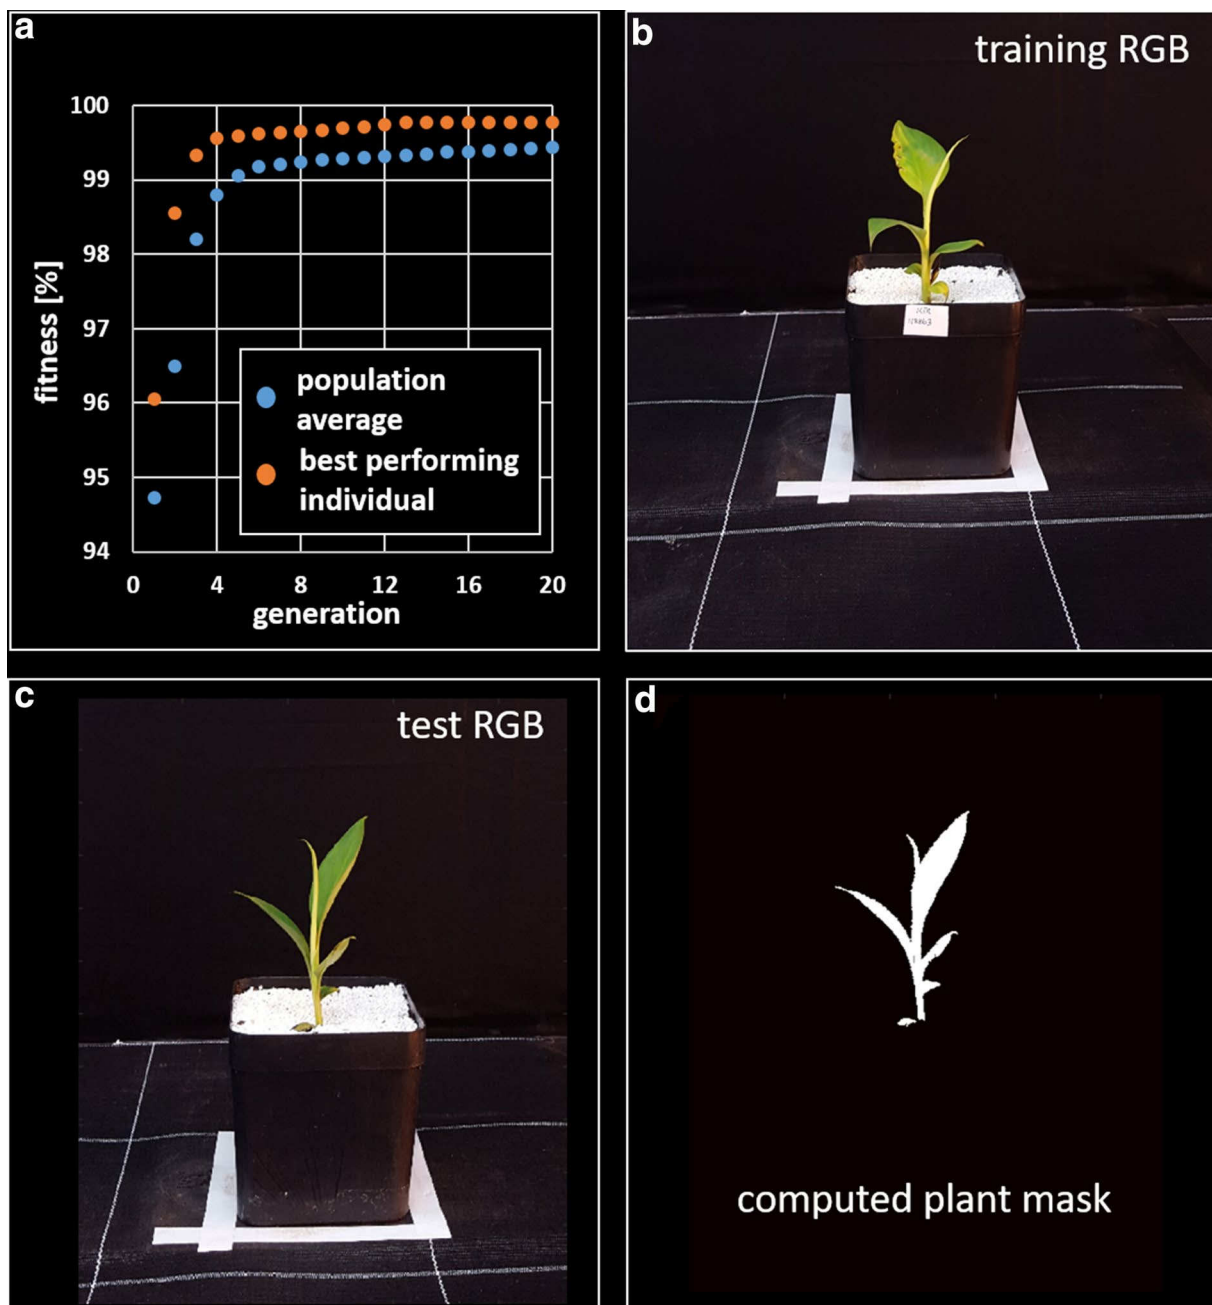 a
100
99
98
97
96
95
94
fitness [%]
population
average
best performing
individual
0 4 8 12 16 20
generation
b
training RGB
c
test RGB
d
computed plant mask